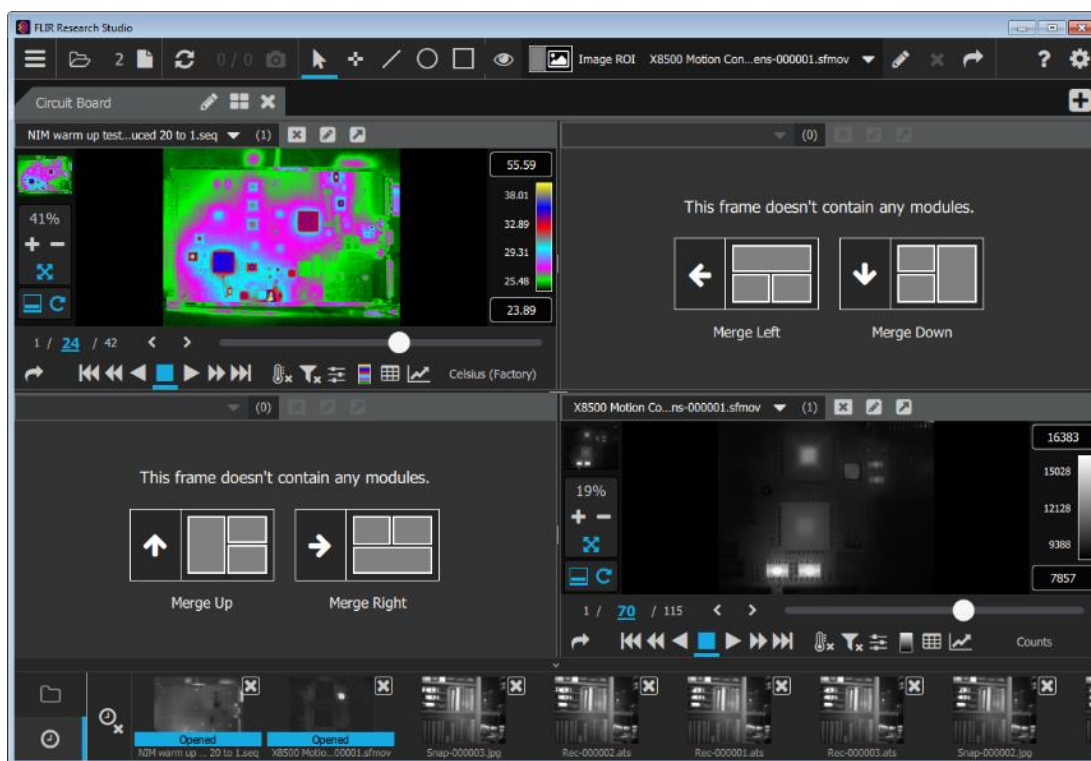 FLIR Research Studio
2
0 / 0
Image ROI X8500 Motion Con...ens-000001.sfmov
?
Circuit Board
NIM warm up test...uced 20 to 1.seq (1)
41%
55.59
38.01
32.89
29.31
25.48
23.89
1 / 24 / 42
Celsius (Factory)
(0)
This frame doesn't contain any modules.
Merge Left
Merge Down
(0)
This frame doesn't contain any modules.
Merge Up
Merge Right
X8500 Motion Co...ns-000001.sfmov (1)
19%
16383
15028
12128
9388
7857
1 / 70 / 115
Counts
Opened
Opened
NIM warm up ... 20 to 1.seq
X8500 Motio...00001.sfmov
Snap-000003.jpg
Rec-000002.ats
Rec-000001.ats
Rec-000003.ats
Snap-000002.jpg